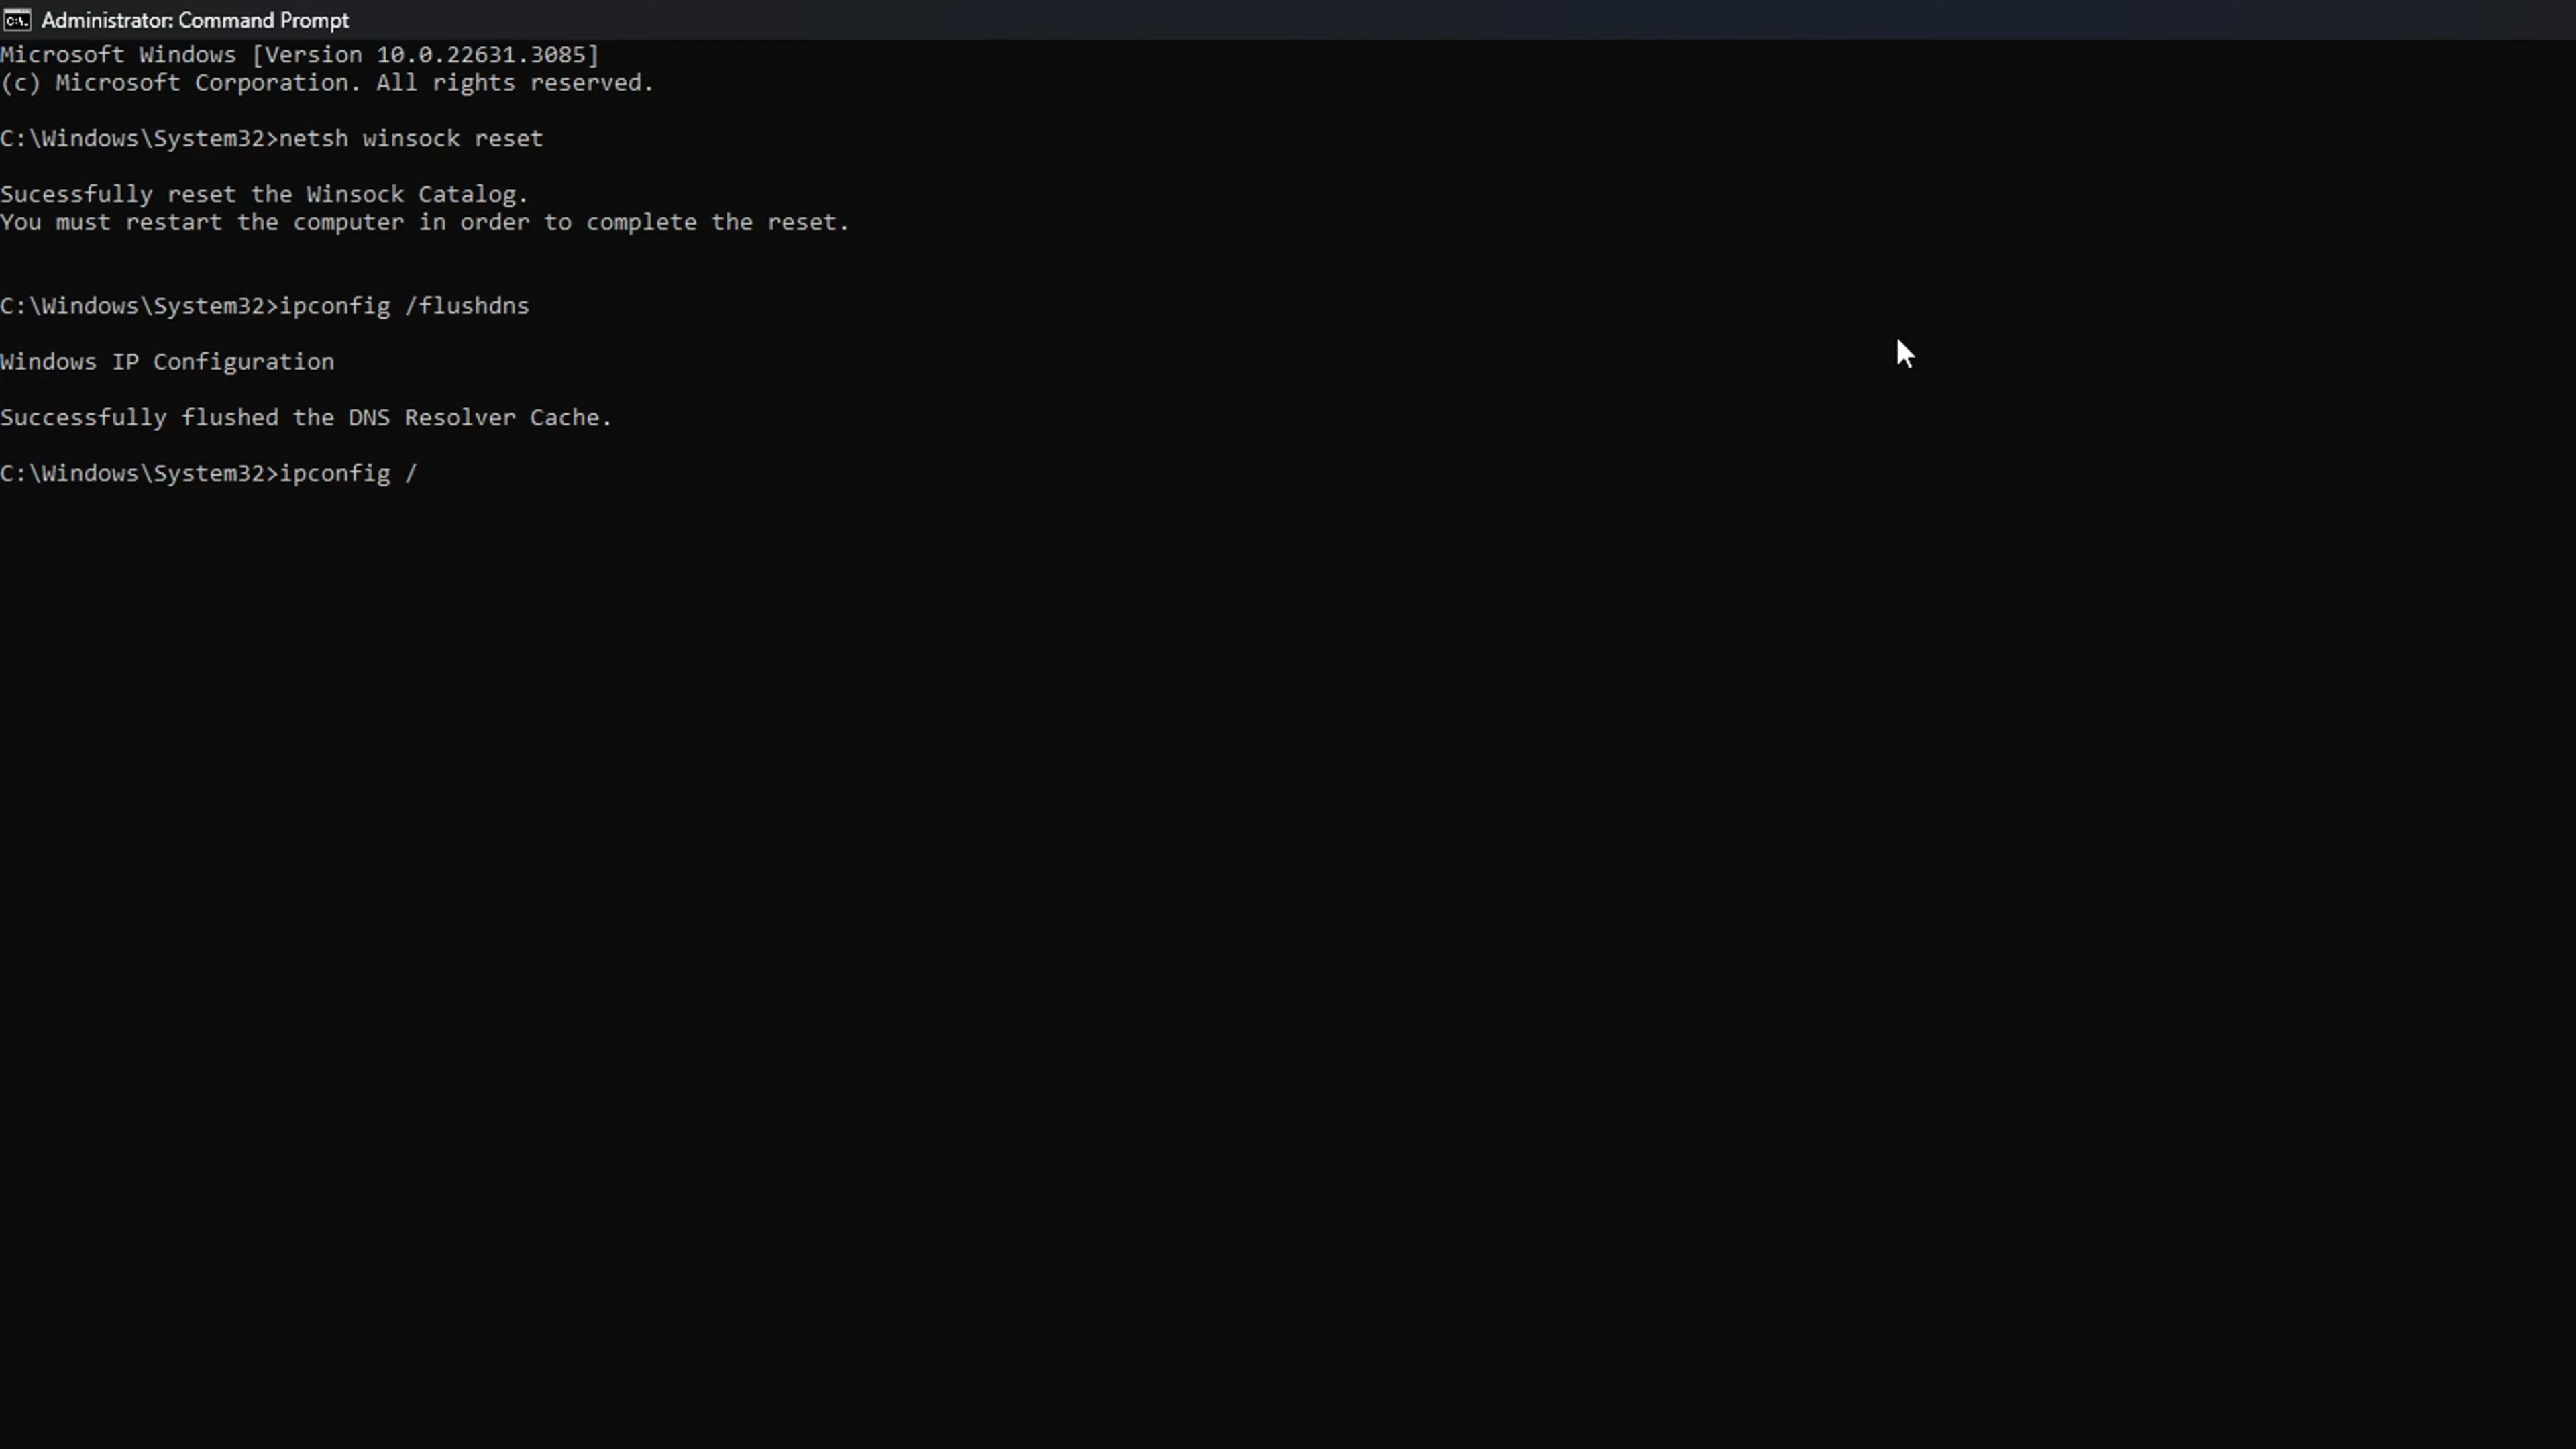 Administrator: Command Prompt
Microsoft Windows [Version 10.0.22631.3085]
(c) Microsoft Corporation. All rights reserved.
C:\Windows\System32>netsh winsock reset
Sucessfully reset the Winsock Catalog.
You must restart the computer in order to complete the reset.
C:\Windows\System32>ipconfig /flushdns
Windows IP Configuration
Successfully flushed the DNS Resolver Cache.
C:\Windows\System32>ipconfig /